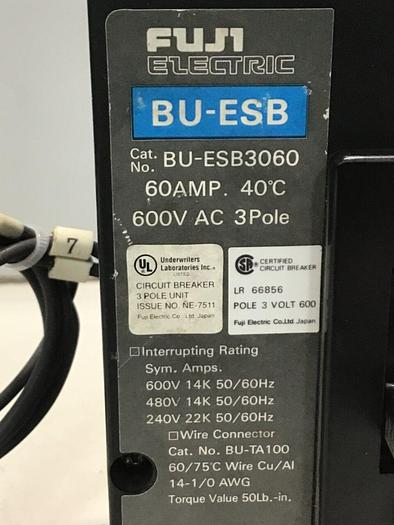 FUJI
ELECTRIC
BU-ESB
Cat. No. BU-ESB3060
60AMP. 40℃
600V AC 3Pole
UL Underwriters Laboratories Inc.®
LISTED
CIRCUIT BREAKER
3 POLE UNIT
ISSUE NO. NE-7511
Fuji Electric Co., Ltd. Japan
SA CERTIFIED CIRCUIT BREAKER
LR 66856
POLE 3 VOLT 600
Fuji Electric Co.,Ltd. Japan
□Interrupting Rating
Sym. Amps.
600V 14K 50/60Hz
480V 14K 50/60Hz
240V 22K 50/60Hz
□Wire Connector
Cat. No. BU-TA100
60/75℃ Wire Cu/Al
14-1/0 AWG
Torque Value 50Lb.-in.
7